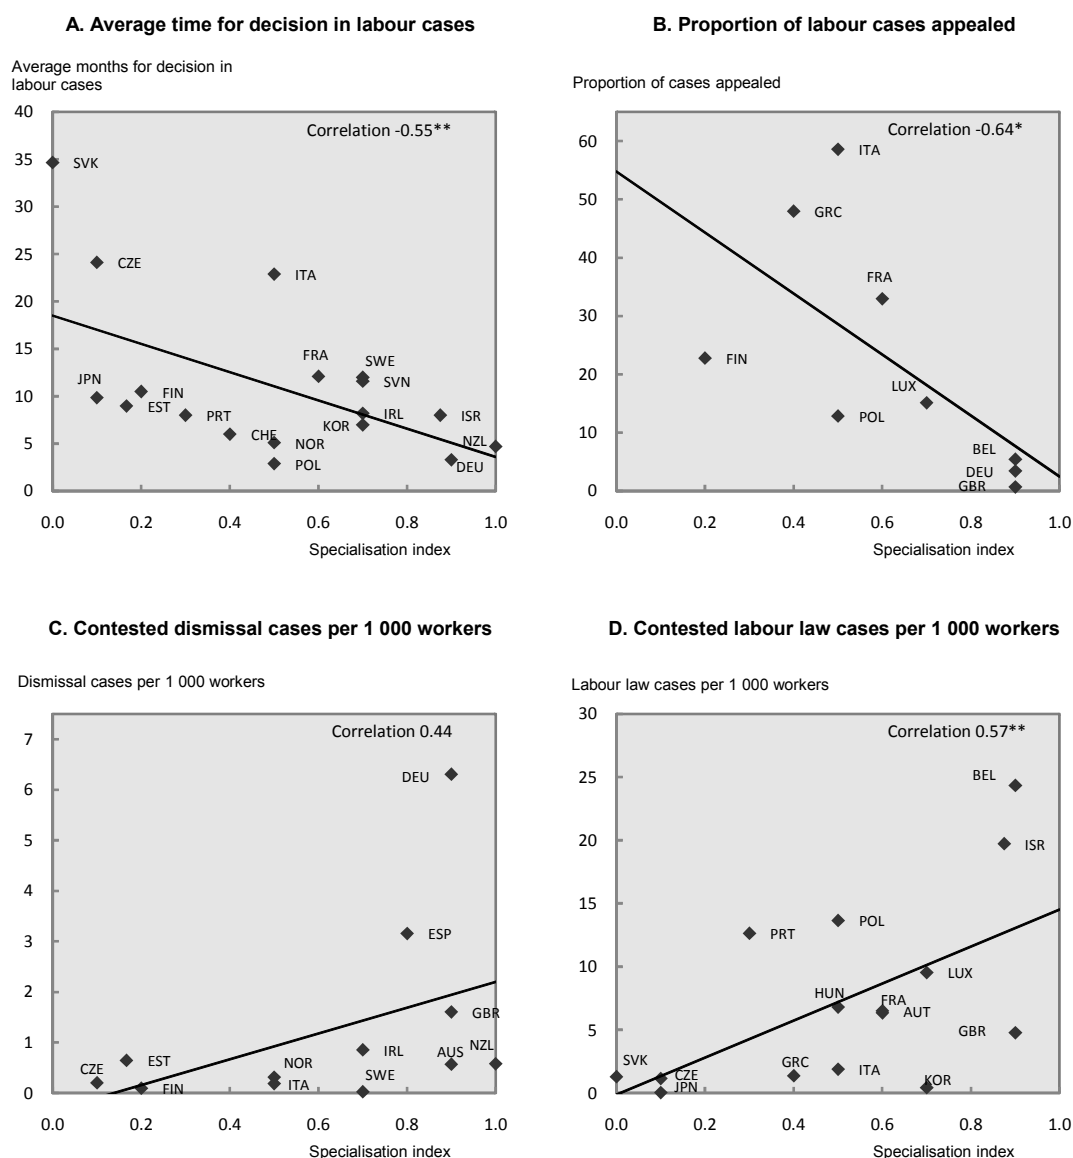 A. Average time for decision in labour cases
Average months for decision in
labour cases
Correlation -0.55**
40
35
30
25
20
15
10
5
0
SVK
CZE
ITA
FRA
SWE
SVN
JPN
FIN
EST
PRT
IRL
ISR
KOR
CHE
NOR
NZL
POL
DEU
0.0 0.2 0.4 0.6 0.8 1.0
Specialisation index
B. Proportion of labour cases appealed
Proportion of cases appealed
Correlation -0.64*
60
50
40
30
20
10
0
ITA
GRC
FRA
FIN
LUX
POL
BEL
DEU
GBR
0.0 0.2 0.4 0.6 0.8 1.0
Specialisation index
C. Contested dismissal cases per 1 000 workers
Dismissal cases per 1 000 workers
Correlation 0.44
7
6
5
4
3
2
1
0
DEU
ESP
GBR
NZL
AUS
IRL
EST
NOR
CZE
SWE
ITA
FIN
0.0 0.2 0.4 0.6 0.8 1.0
Specialisation index
D. Contested labour law cases per 1 000 workers
Labour law cases per 1 000 workers
Correlation 0.57**
30
25
20
15
10
5
0
BEL
ISR
POL
PRT
LUX
HUN
FRA
AUT
GBR
SVK
GRC
ITA
CZE
KOR
JPN
0.0 0.2 0.4 0.6 0.8 1.0
Specialisation index